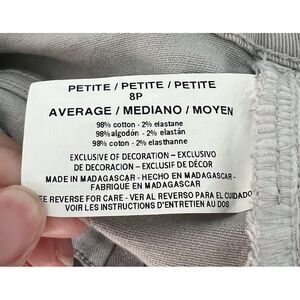 PETITE / PETITE / PETITE
8P
AVERAGE / MEDIANO / MOYEN
98% cotton - 2% elastane
98% algodón - 2% elastán
98% coton - 2% elasthanne
EXCLUSIVE OF DECORATION - EXCLUSIVO
DE DECORACION - EXCLUSIF DE DÉCOR
MADE IN MADAGASCAR - HECHO EN MADAGASCAR -
FABRIQUE EN MADAGASCAR
EE REVERSE FOR CARE - VER AL REVERSO PARA EL CUIDADO
VOIR LES INSTRUCTIONS D'ENTRETIEN AU DOS